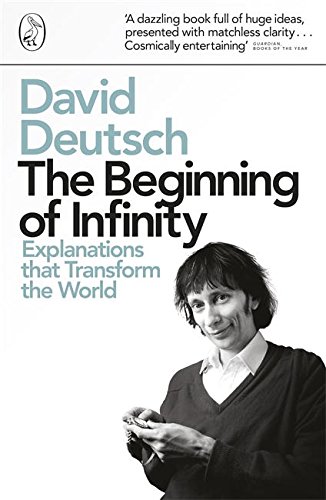 ‘A dazzling book full of huge ideas,
presented with matchless clarity . . .
Cosmically entertaining’ GUARDIAN,
BOOKS OF THE YEAR
David
Deutsch
The Beginning
of Infinity
Explanations
that Transform
the World